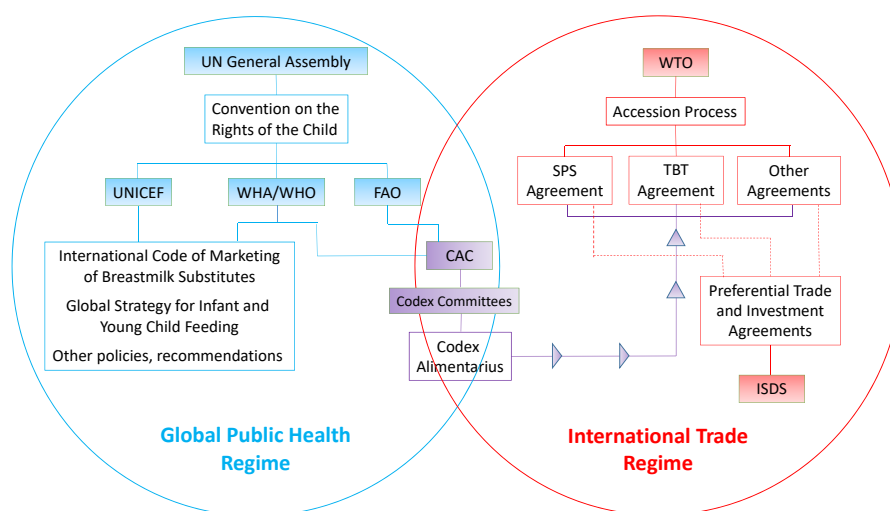 UN General Assembly
Convention on the
Rights of the Child
UNICEF
WHA/WHO
FAO
International Code of Marketing
of Breastmilk Substitutes
Global Strategy for Infant and
Young Child Feeding
Other policies, recommendations
CAC
Codex Committees
Codex
Alimentarius
Global Public Health
Regime
WTO
Accession Process
SPS
Agreement
TBT
Agreement
Other
Agreements
Preferential Trade
and Investment
Agreements
ISDS
International Trade
Regime